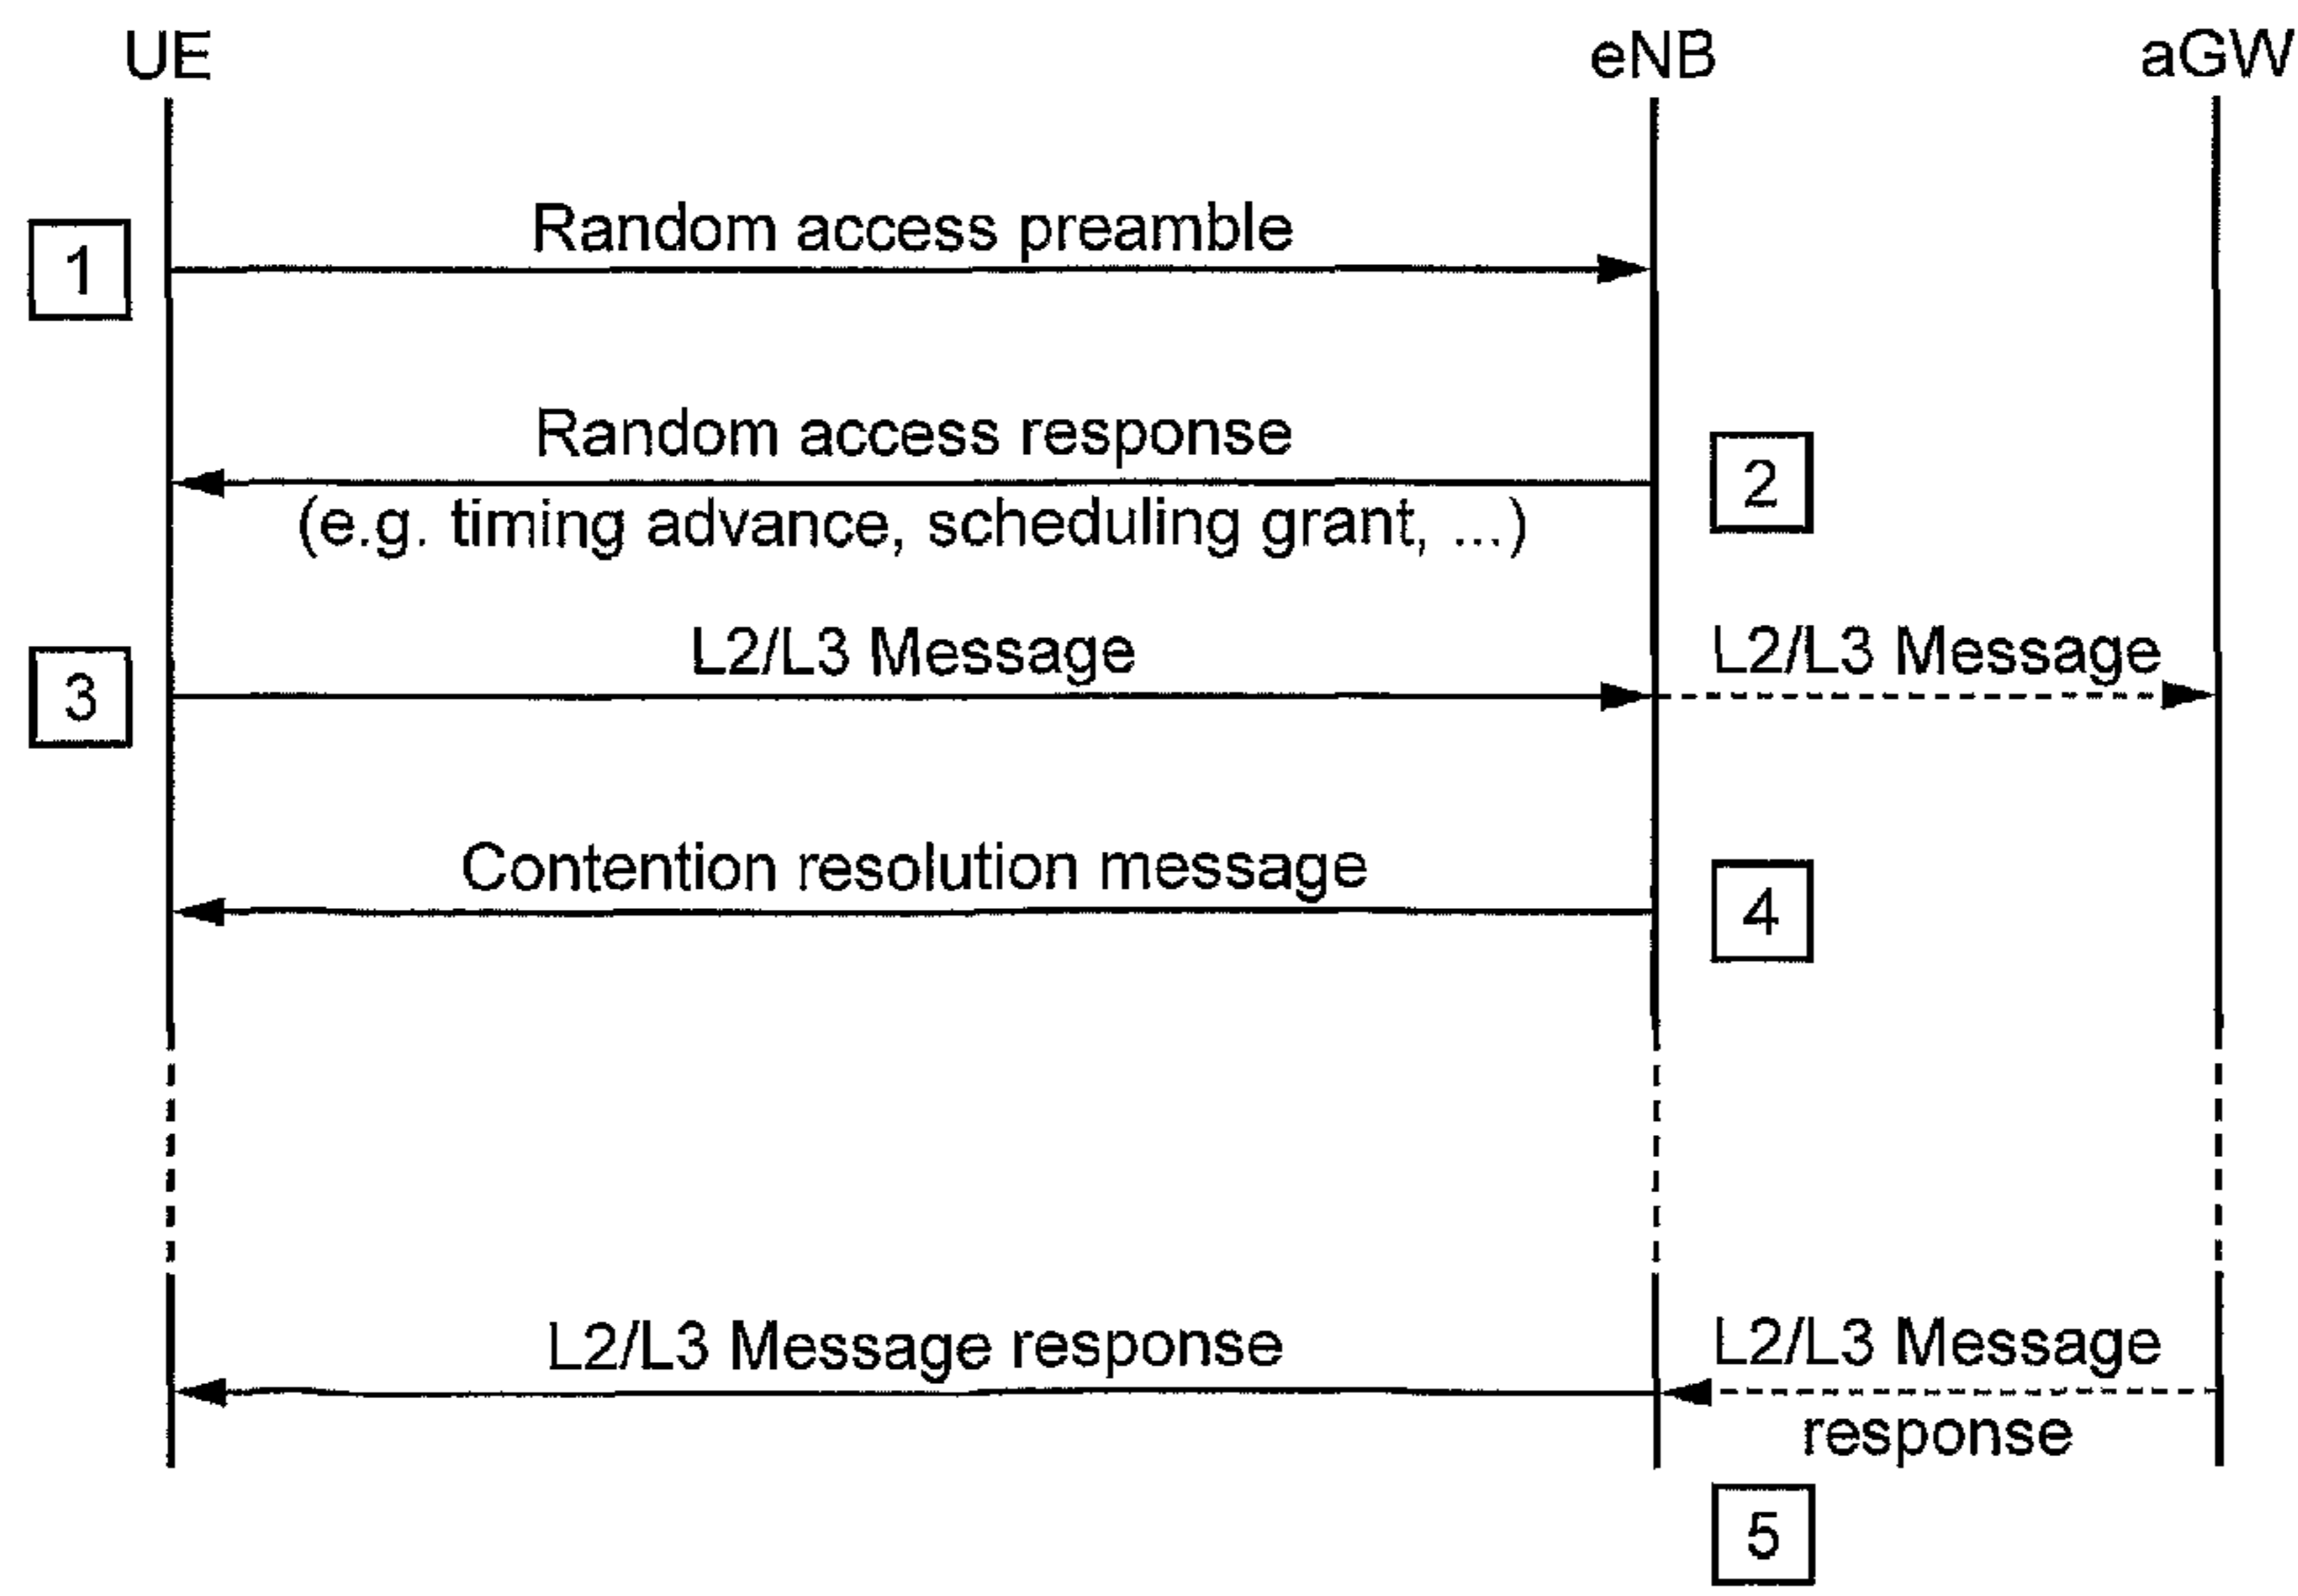 UE
eNB
aGW
Random access preamble
1
Random access response
2
(e.g. timing advance, scheduling grant, ...)
L2/L3 Message
L2/L3 Message
3
Contention resolution message
4
L2/L3 Message response
L2/L3 Message
response
5